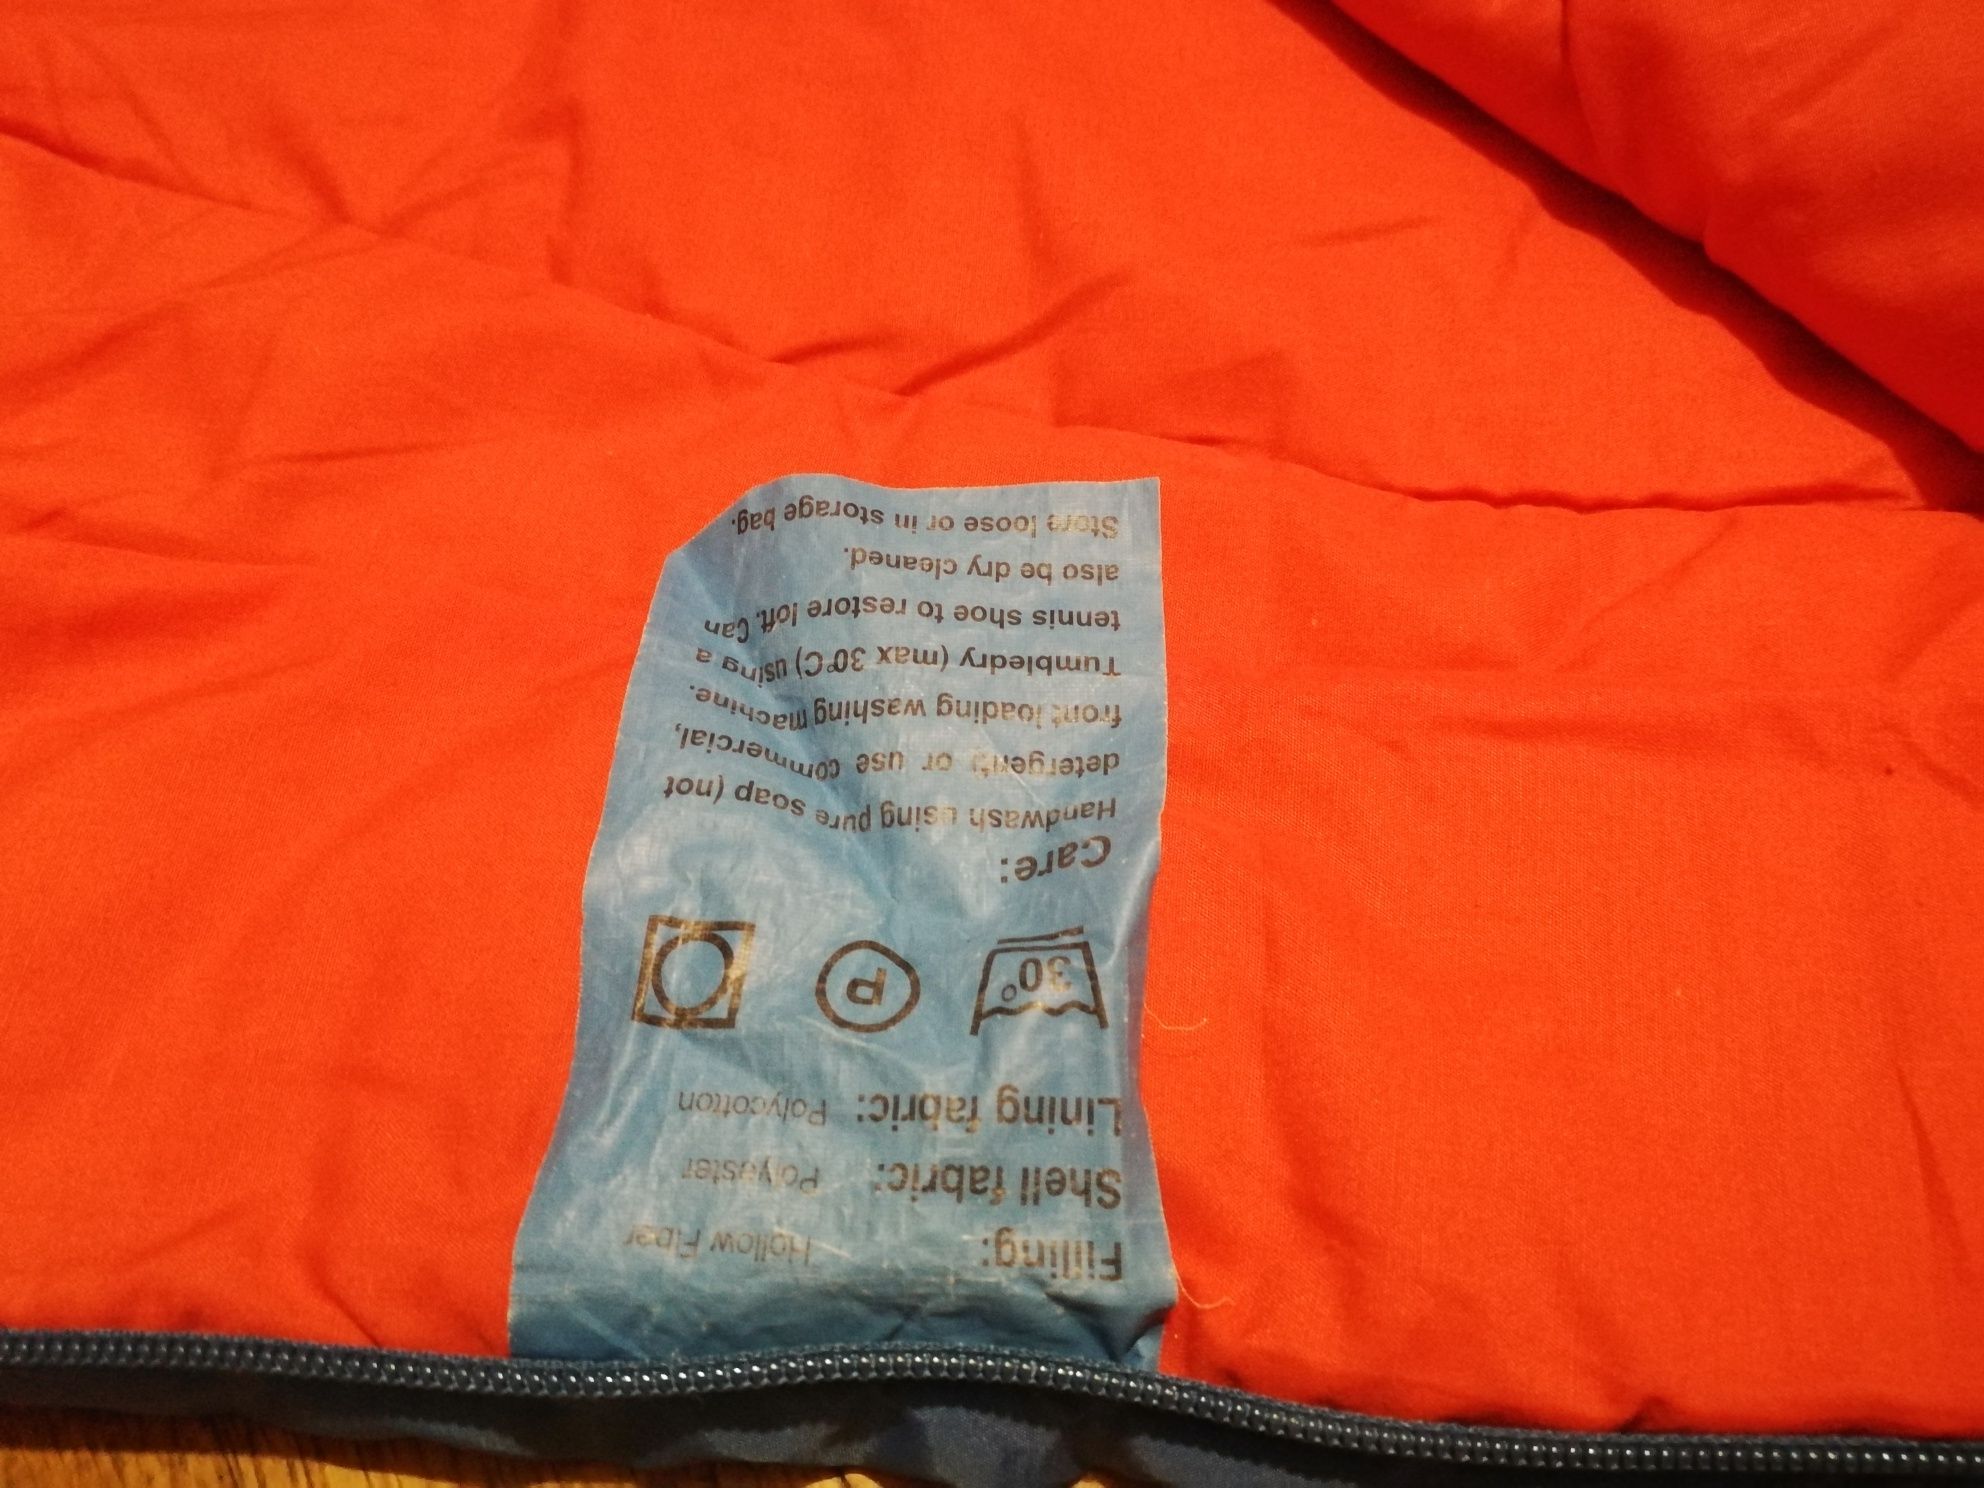 Filling: Hollow Fiber
Shell fabric: Polyester
Lining fabric: Polycotton
30° P
Care:
Handwash using pure soap (not
detergent) or use commercial,
front loading washing machine.
Tumbledry (max 30°C) using a
tennis shoe to restore loft. Can
also be dry cleaned.
Store loose or in storage bag.